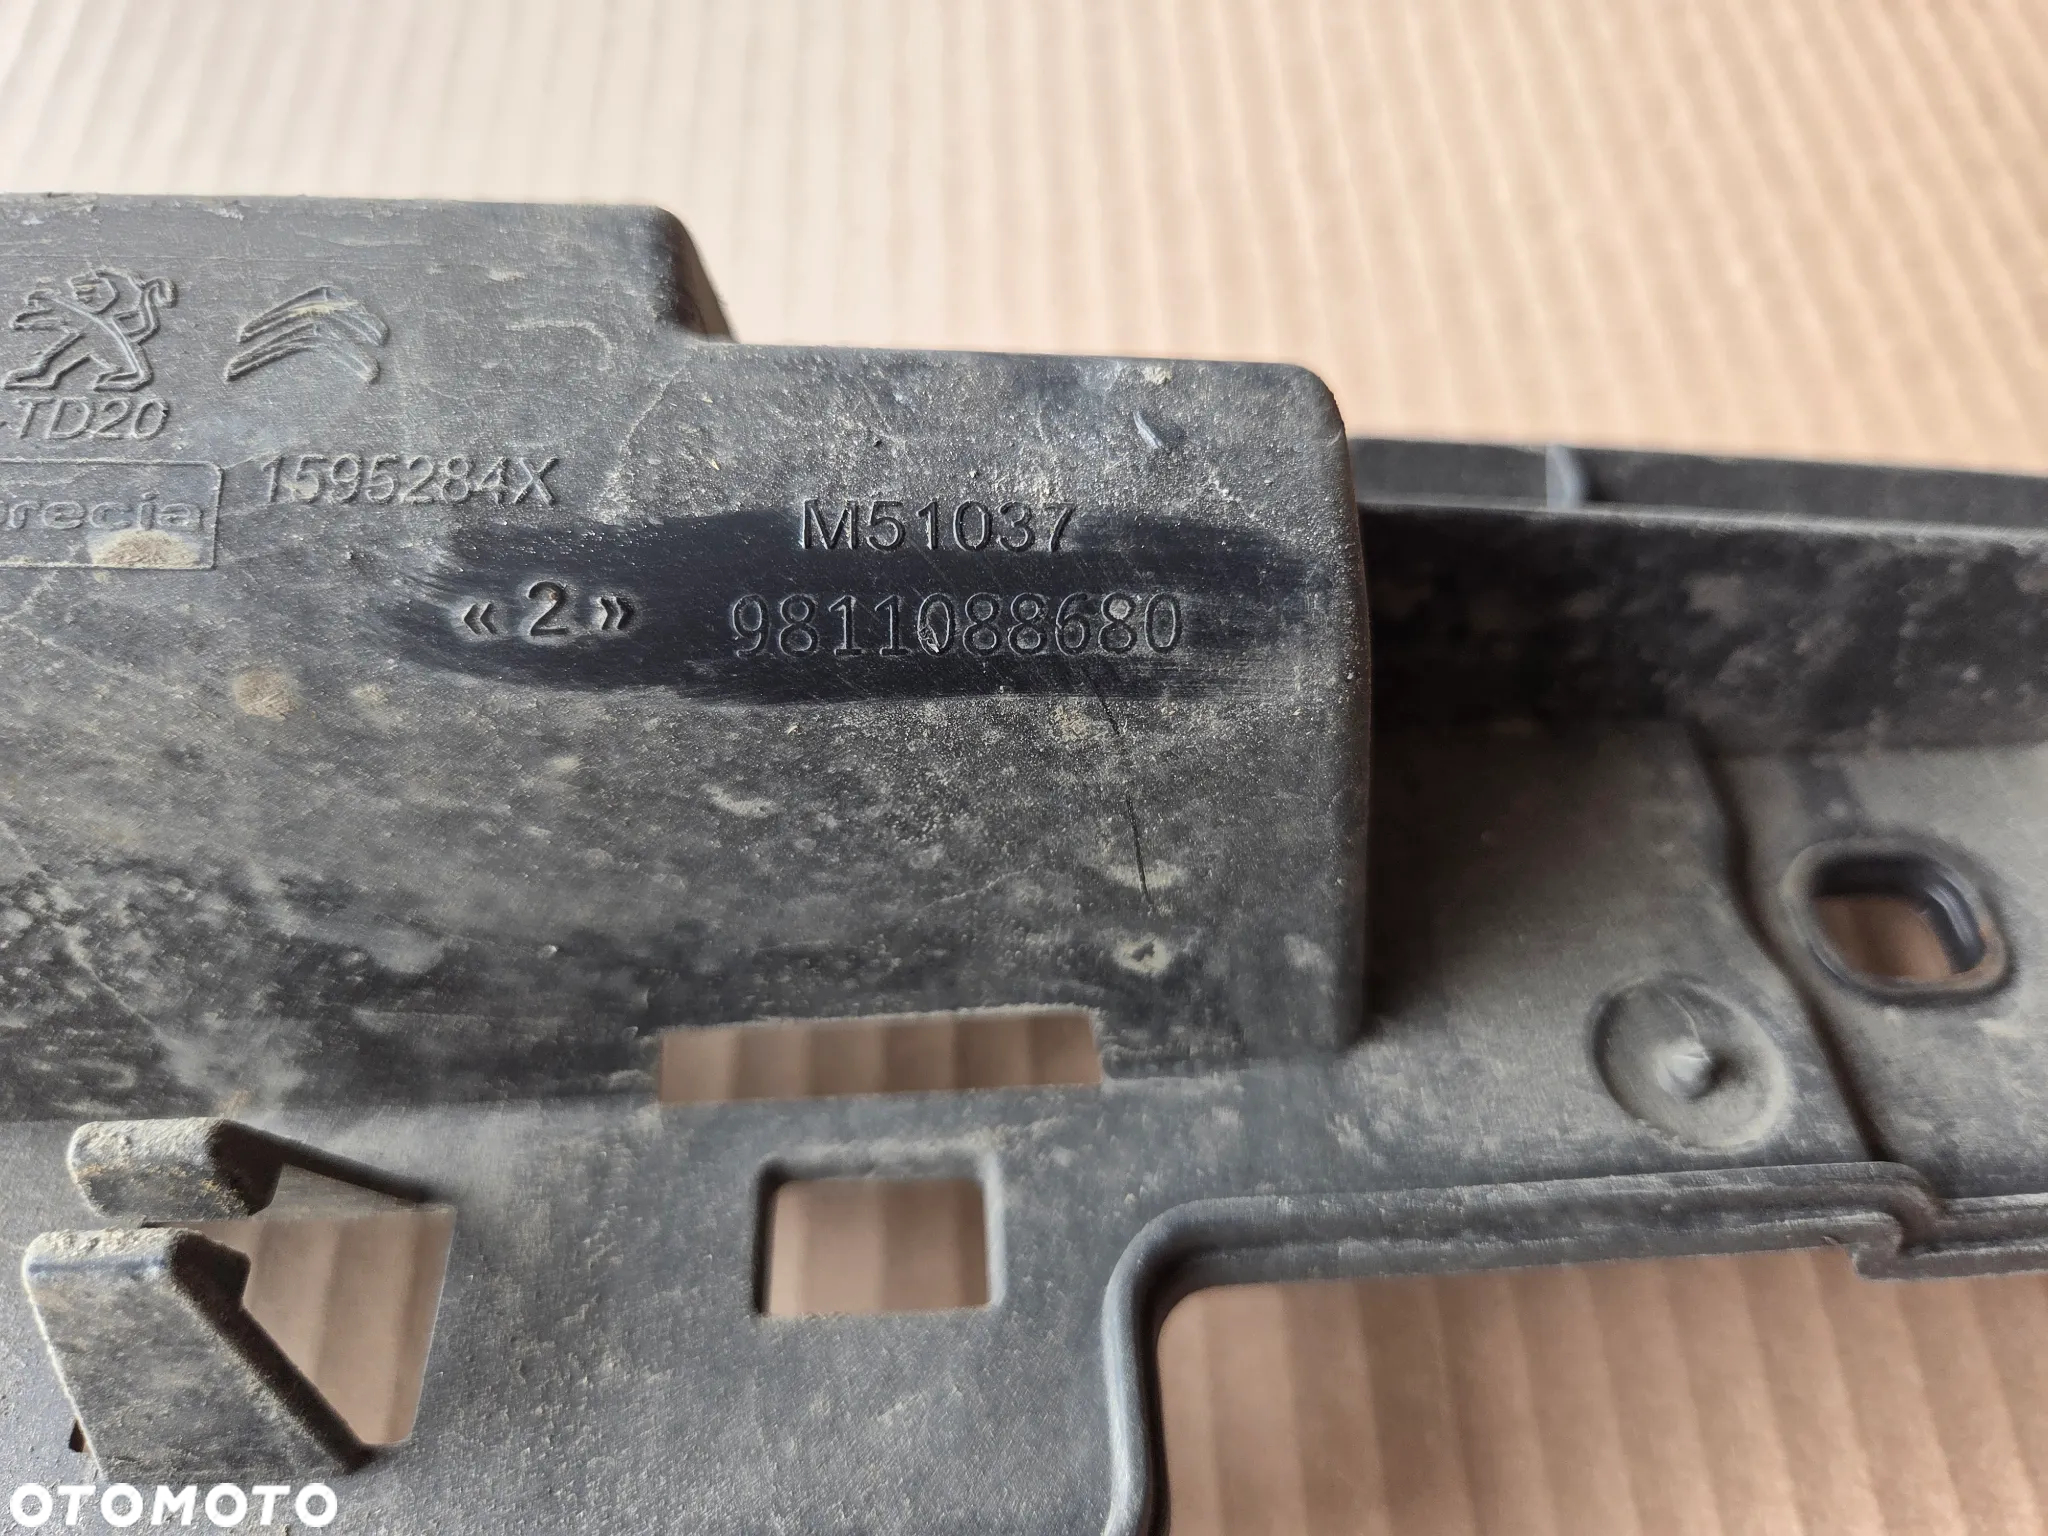 -TD20
1595284X
M51037
« 2 »
9811088680
OTOMOTO